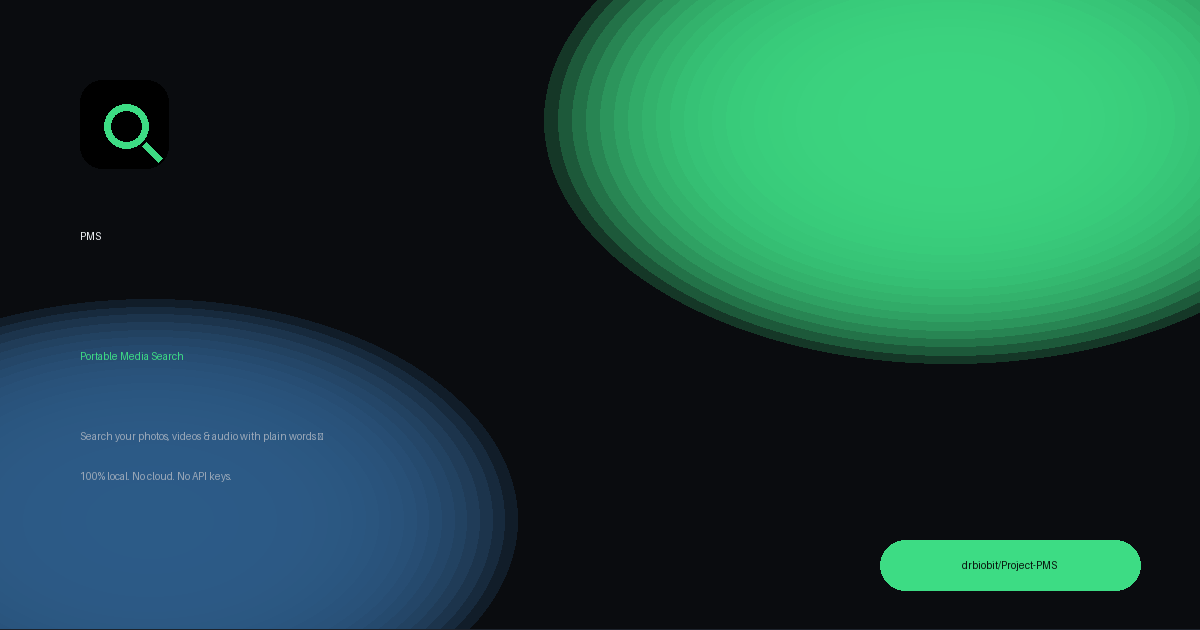 PMS
Portable Media Search
Search your photos, videos & audio with plain words
100% local. No cloud. No API keys.
drbiobit/Project-PMS